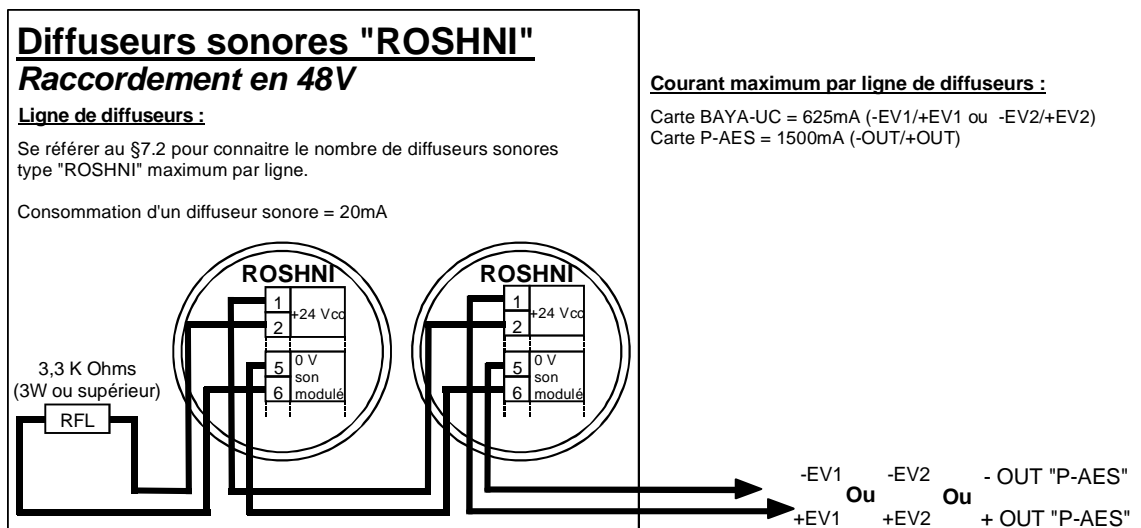 Diffuseurs sonores "ROSHNI"
Raccordement en 48V
Ligne de diffuseurs :
Se référer au §7.2 pour connaitre le nombre de diffuseurs sonores
type "ROSHNI" maximum par ligne.
Consommation d'un diffuseur sonore = 20mA
Courant maximum par ligne de diffuseurs :
Carte BAYA-UC = 625mA (-EV1/+EV1 ou -EV2/+EV2)
Carte P-AES = 1500mA (-OUT/+OUT)
ROSHNI
1
2
+24 Vcc
5
6
0 V
son
modulé
ROSHNI
1
2
+24 Vcc
5
6
0 V
son
modulé
3,3 K Ohms
(3W ou supérieur)
RFL
-EV1 -EV2 - OUT "P-AES"
Ou Ou
+EV1 +EV2 + OUT "P-AES"